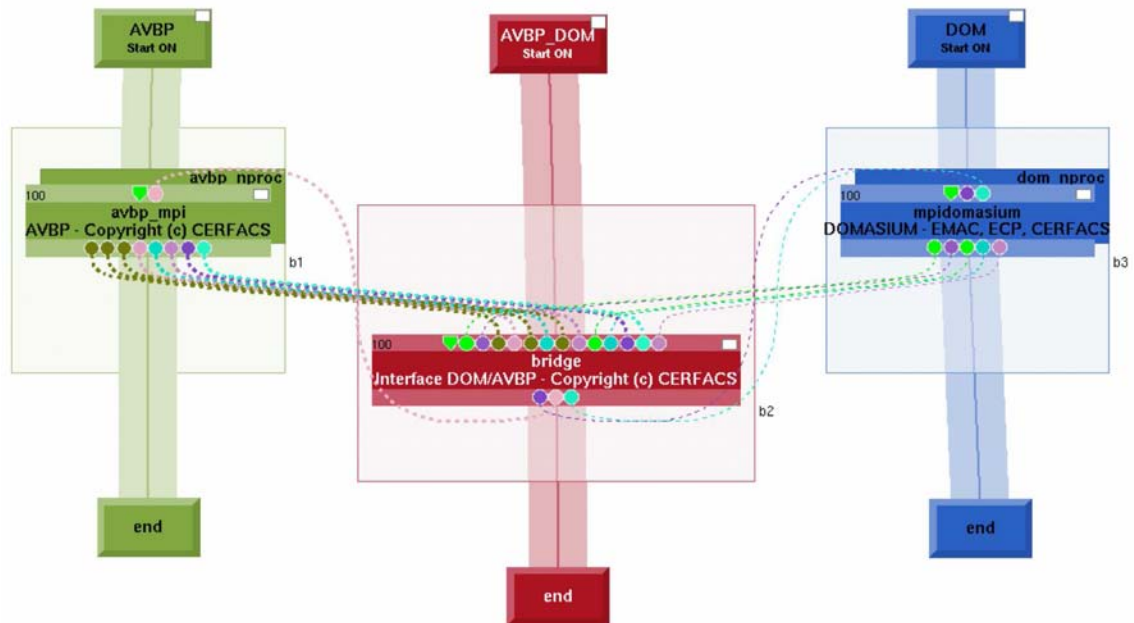 AVBP
Start ON
AVBP_DOM
Start ON
DOM
Start ON
avbp_nproc
100
avbp_mpi
AVBP - Copyright (c) CERFACS
b1
dom_nproc
100
mpidomasium
DOMASIUM - EMAC, ECP, CERFACS
b3
100
bridge
Interface DOM/AVBP - Copyright (c) CERFACS
b2
end
end
end